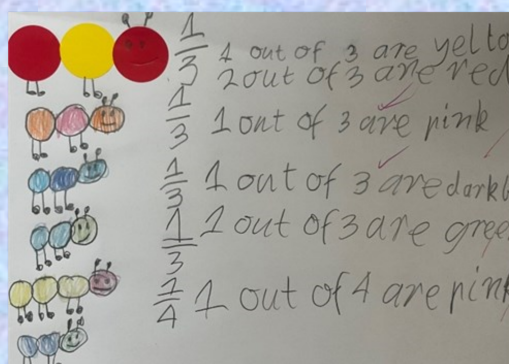 1/3 1 out of 3 are yello
2 out of 3 are red
1/3 1 out of 3 are pink
1/3 1 out of 3 are dark
1/3 1 out of 3 are gree
1/4 1 out of 4 are pink